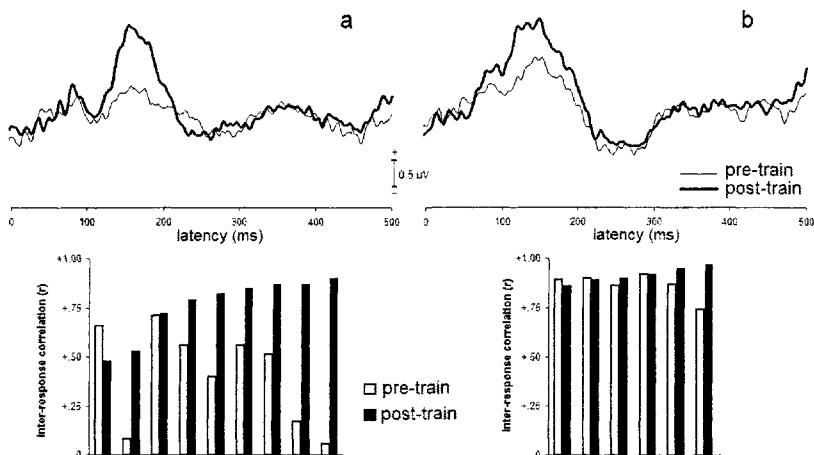 a
b
+
0.5 uV
−
pre-train
post-train
0 100 200 300 400 500
latency (ms)
0 100 200 300 400 500
latency (ms)
Inter-response correlation (r)
+1.00
+.75
+.50
+.25
.0
pre-train
post-train
Inter-response correlation (r)
+1.00
+.75
+.50
+.25
.0